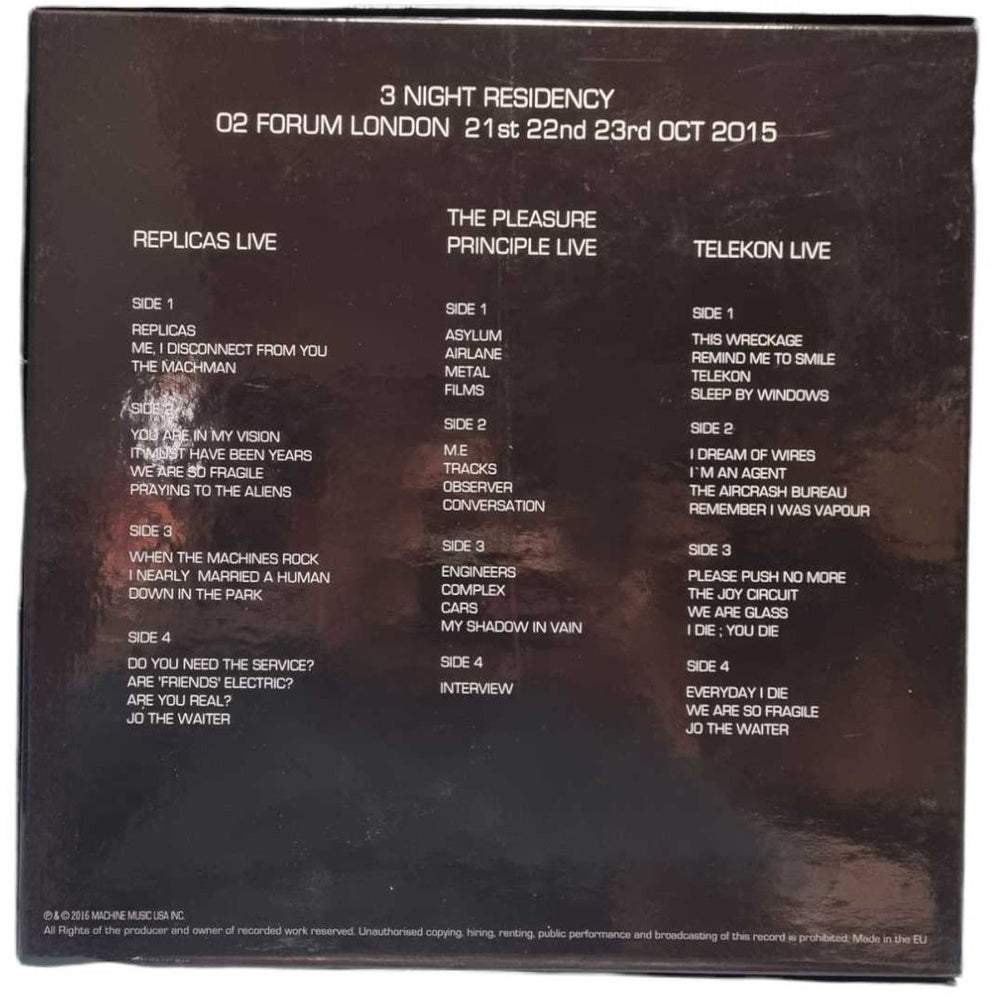 3 NIGHT RESIDENCY
02 FORUM LONDON 21st 22nd 23rd OCT 2015
REPLICAS LIVE
SIDE 1
REPLICAS
ME, I DISCONNECT FROM YOU
THE MACHMAN
SIDE 2
YOU ARE IN MY VISION
IT MUST HAVE BEEN YEARS
WE ARE SO FRAGILE
PRAYING TO THE ALIENS
SIDE 3
WHEN THE MACHINES ROCK
I NEARLY MARRIED A HUMAN
DOWN IN THE PARK
SIDE 4
DO YOU NEED THE SERVICE?
ARE 'FRIENDS' ELECTRIC?
ARE YOU REAL?
JO THE WAITER
THE PLEASURE
PRINCIPLE LIVE
SIDE 1
ASYLUM
AIRLANE
METAL
FILMS
SIDE 2
M.E
TRACKS
OBSERVER
CONVERSATION
SIDE 3
ENGINEERS
COMPLEX
CARS
MY SHADOW IN VAIN
SIDE 4
INTERVIEW
TELEKON LIVE
SIDE 1
THIS WRECKAGE
REMIND ME TO SMILE
TELEKON
SLEEP BY WINDOWS
SIDE 2
I DREAM OF WIRES
I`M AN AGENT
THE AIRCRASH BUREAU
REMEMBER I WAS VAPOUR
SIDE 3
PLEASE PUSH NO MORE
THE JOY CIRCUIT
WE ARE GLASS
I DIE ; YOU DIE
SIDE 4
EVERYDAY I DIE
WE ARE SO FRAGILE
JO THE WAITER
℗ & © 2016 MACHINE MUSIC USA INC.
All Rights of the producer and owner of recorded work reserved. Unauthorised copying, hiring, renting, public performance and broadcasting of this record is prohibited. Made in the EU